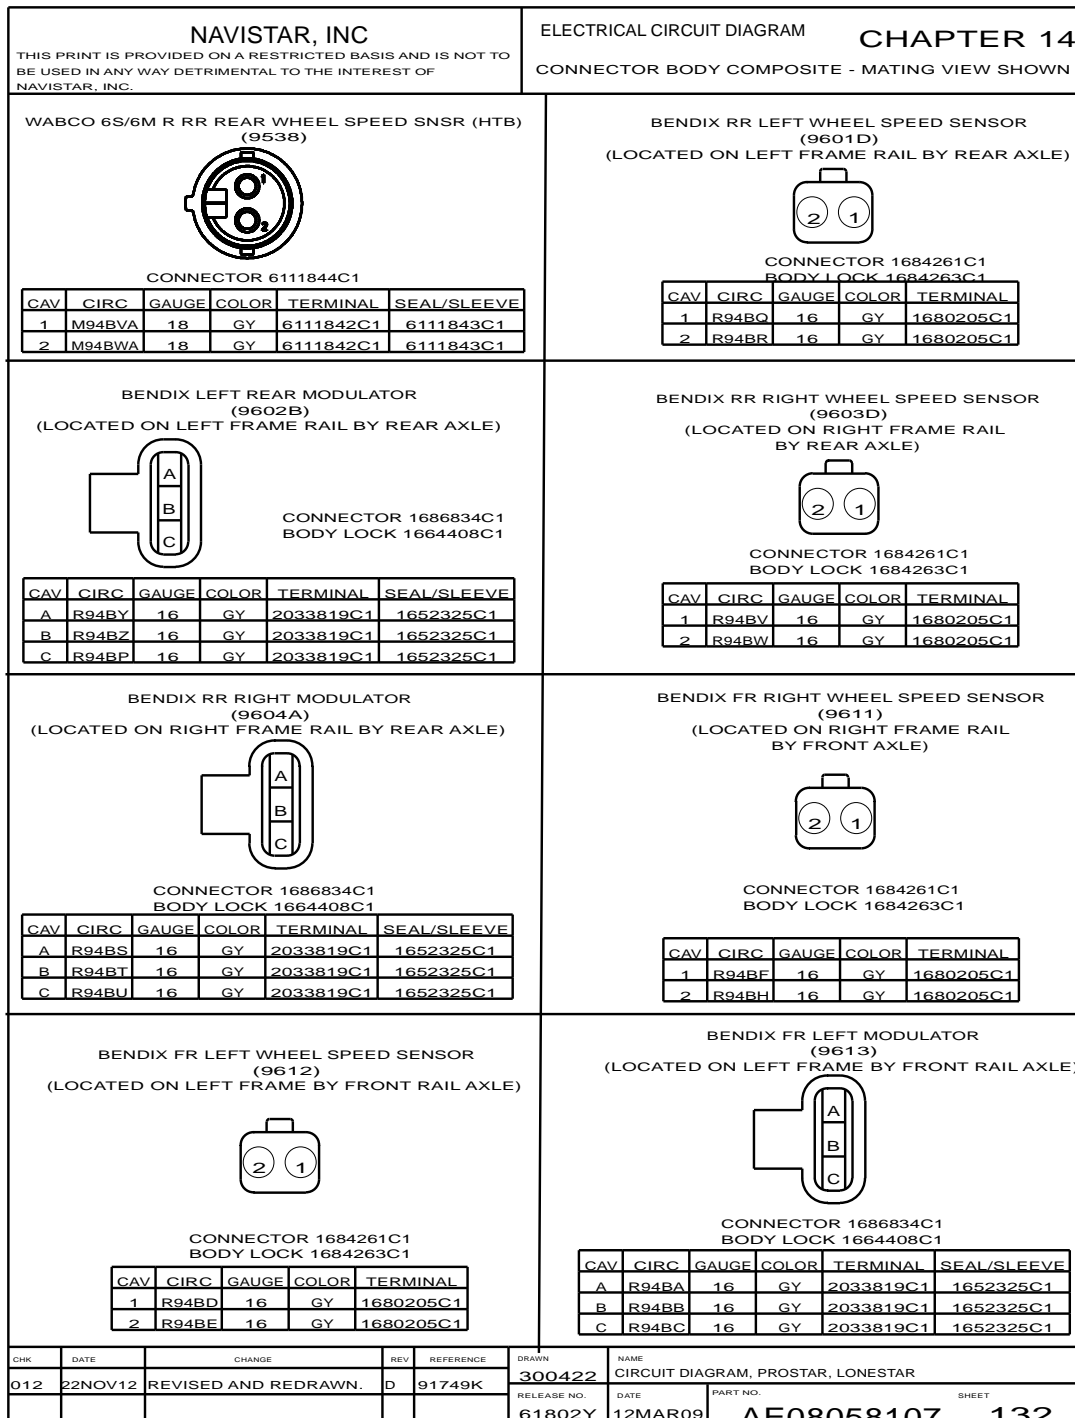 NAVISTAR, INC
THIS PRINT IS PROVIDED ON A RESTRICTED BASIS AND IS NOT TO
BE USED IN ANY WAY DETRIMENTAL TO THE INTEREST OF
NAVISTAR, INC.
ELECTRICAL CIRCUIT DIAGRAM
CHAPTER 14
CONNECTOR BODY COMPOSITE - MATING VIEW SHOWN
WABCO 6S/6M R RR REAR WHEEL SPEED SNSR (HTB)
(9538)
1
2
CONNECTOR 6111844C1
CAV CIRC GAUGE COLOR TERMINAL SEAL/SLEEVE
1 M94BVA 18 GY 6111842C1 6111843C1
2 M94BWA 18 GY 6111842C1 6111843C1
BENDIX RR LEFT WHEEL SPEED SENSOR
(9601D)
(LOCATED ON LEFT FRAME RAIL BY REAR AXLE)
2 1
CONNECTOR 1684261C1
BODY LOCK 1684263C1
CAV CIRC GAUGE COLOR TERMINAL
1 R94BQ 16 GY 1680205C1
2 R94BR 16 GY 1680205C1
BENDIX LEFT REAR MODULATOR
(9602B)
(LOCATED ON LEFT FRAME RAIL BY REAR AXLE)
A
B
C
CONNECTOR 1686834C1
BODY LOCK 1664408C1
CAV CIRC GAUGE COLOR TERMINAL SEAL/SLEEVE
A R94BY 16 GY 2033819C1 1652325C1
B R94BZ 16 GY 2033819C1 1652325C1
C R94BP 16 GY 2033819C1 1652325C1
BENDIX RR RIGHT WHEEL SPEED SENSOR
(9603D)
(LOCATED ON RIGHT FRAME RAIL
BY REAR AXLE)
2 1
CONNECTOR 1684261C1
BODY LOCK 1684263C1
CAV CIRC GAUGE COLOR TERMINAL
1 R94BV 16 GY 1680205C1
2 R94BW 16 GY 1680205C1
BENDIX RR RIGHT MODULATOR
(9604A)
(LOCATED ON RIGHT FRAME RAIL BY REAR AXLE)
A
B
C
CONNECTOR 1686834C1
BODY LOCK 1664408C1
CAV CIRC GAUGE COLOR TERMINAL SEAL/SLEEVE
A R94BS 16 GY 2033819C1 1652325C1
B R94BT 16 GY 2033819C1 1652325C1
C R94BU 16 GY 2033819C1 1652325C1
BENDIX FR RIGHT WHEEL SPEED SENSOR
(9611)
(LOCATED ON RIGHT FRAME RAIL
BY FRONT AXLE)
2 1
CONNECTOR 1684261C1
BODY LOCK 1684263C1
CAV CIRC GAUGE COLOR TERMINAL
1 R94BF 16 GY 1680205C1
2 R94BH 16 GY 1680205C1
BENDIX FR LEFT WHEEL SPEED SENSOR
(9612)
(LOCATED ON LEFT FRAME BY FRONT RAIL AXLE)
2 1
CONNECTOR 1684261C1
BODY LOCK 1684263C1
CAV CIRC GAUGE COLOR TERMINAL
1 R94BD 16 GY 1680205C1
2 R94BE 16 GY 1680205C1
BENDIX FR LEFT MODULATOR
(9613)
(LOCATED ON LEFT FRAME BY FRONT RAIL AXLE)
A
B
C
CONNECTOR 1686834C1
BODY LOCK 1664408C1
CAV CIRC GAUGE COLOR TERMINAL SEAL/SLEEVE
A R94BA 16 GY 2033819C1 1652325C1
B R94BB 16 GY 2033819C1 1652325C1
C R94BC 16 GY 2033819C1 1652325C1
CHK DATE CHANGE REV REFERENCE
012 22NOV12 REVISED AND REDRAWN. D 91749K
DRAWN
300422
NAME
CIRCUIT DIAGRAM, PROSTAR, LONESTAR
RELEASE NO.
61802Y
DATE
12MAR09
PART NO.
AE08058107
SHEET
132